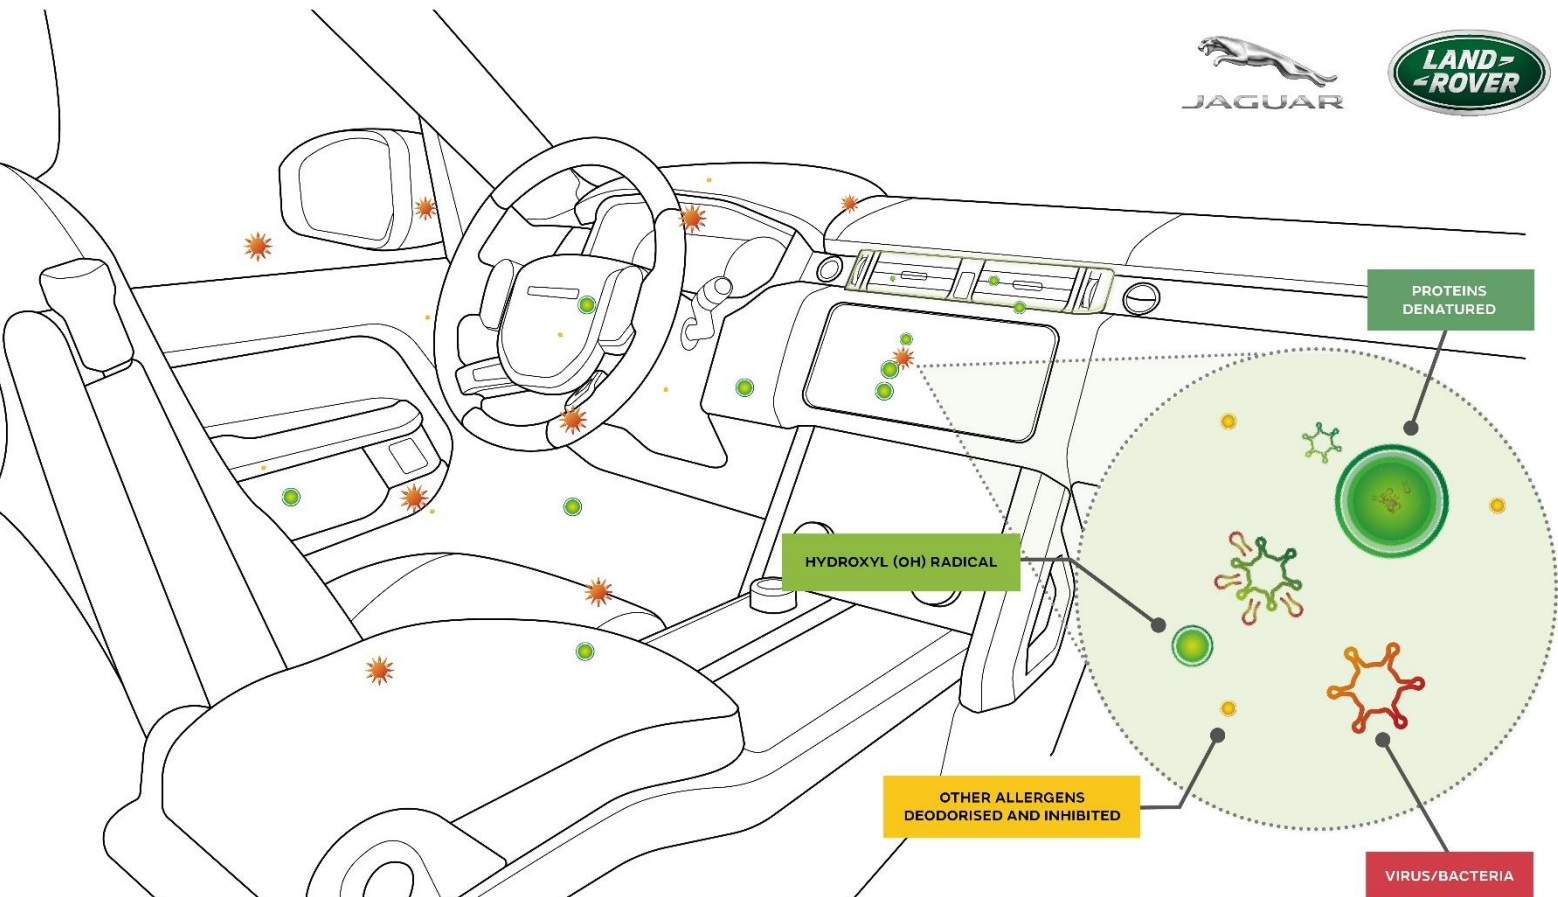 JAGUAR
LAND-
-ROVER
PROTEINS
DENATURED
HYDROXYL (OH) RADICAL
OTHER ALLERGENS
DEODORISED AND INHIBITED
VIRUS/BACTERIA